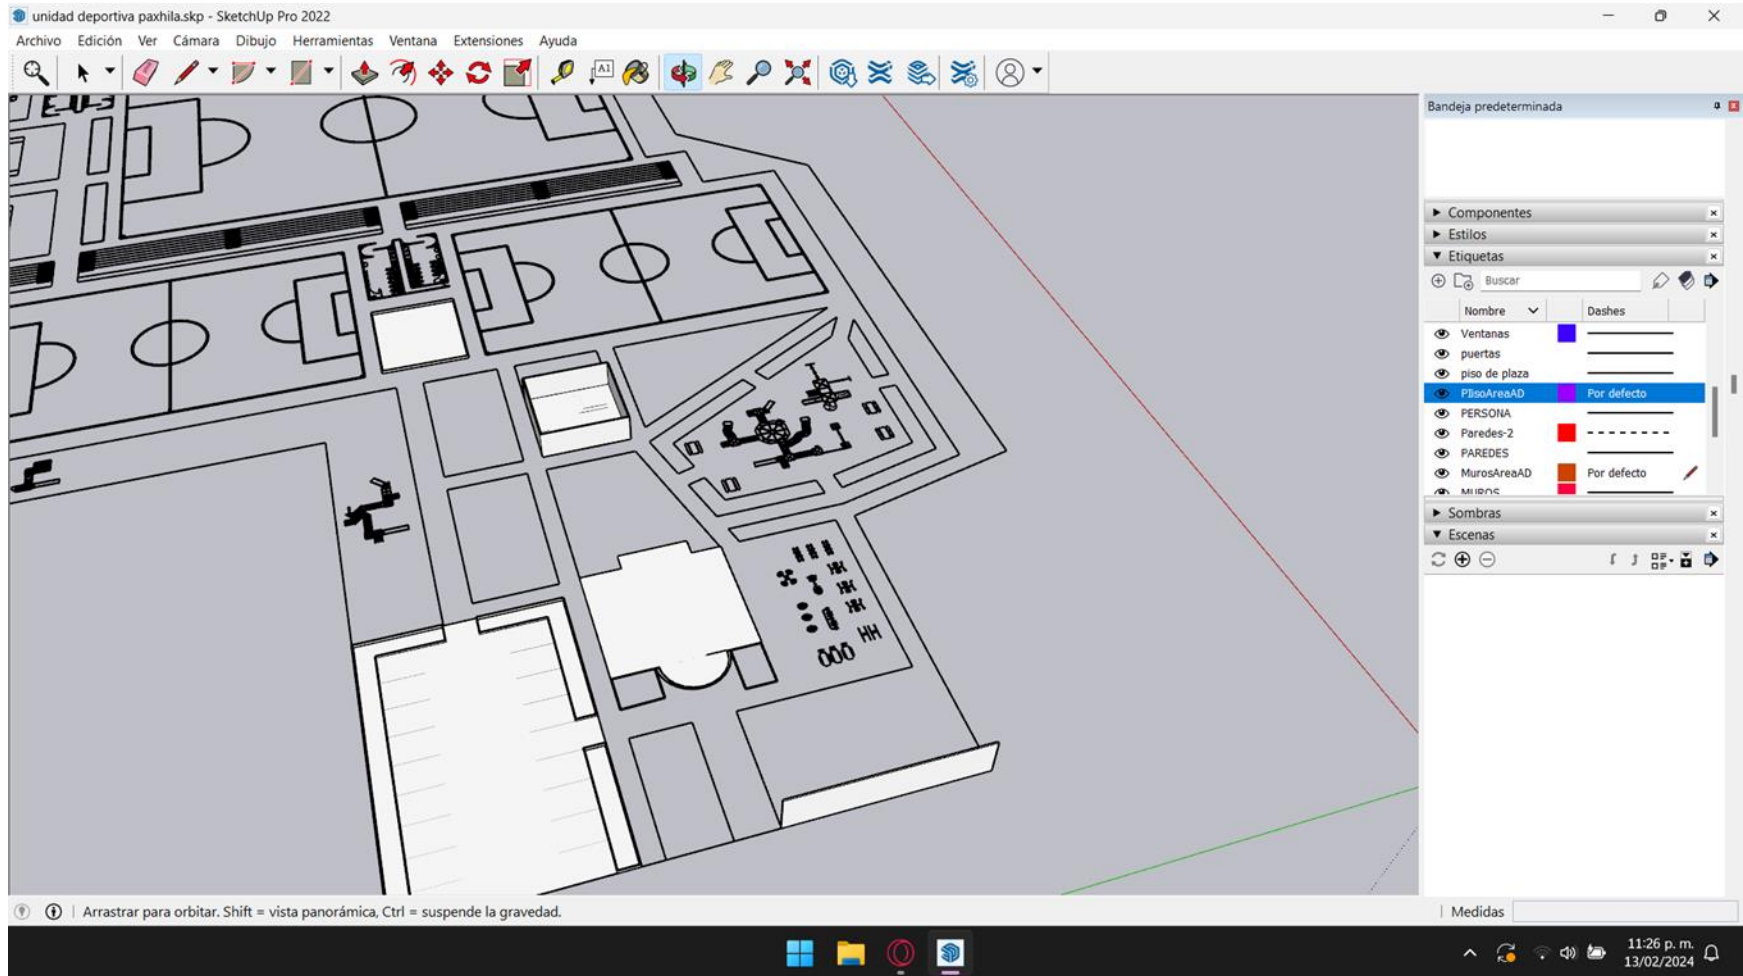 unidad deportiva paxhila.skp - SketchUp Pro 2022
Archivo Edición Ver Cámara Dibujo Herramientas Ventana Extensiones Ayuda
A1
Bandeja predeterminada
Componentes
Estilos
Etiquetas
Buscar
Nombre Dashes
Ventanas
puertas
piso de plaza
PIsoAreaAD Por defecto
PERSONA
Paredes-2
PAREDES
MurosAreaAD Por defecto
MUROS
Sombras
Escenas
Arrastrar para orbitar. Shift = vista panorámica, Ctrl = suspende la gravedad.
Medidas
11:26 p. m.
13/02/2024